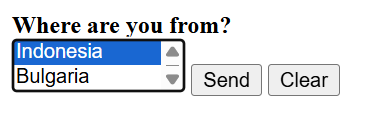 Where are you from?
Indonesia
Bulgaria Send Clear